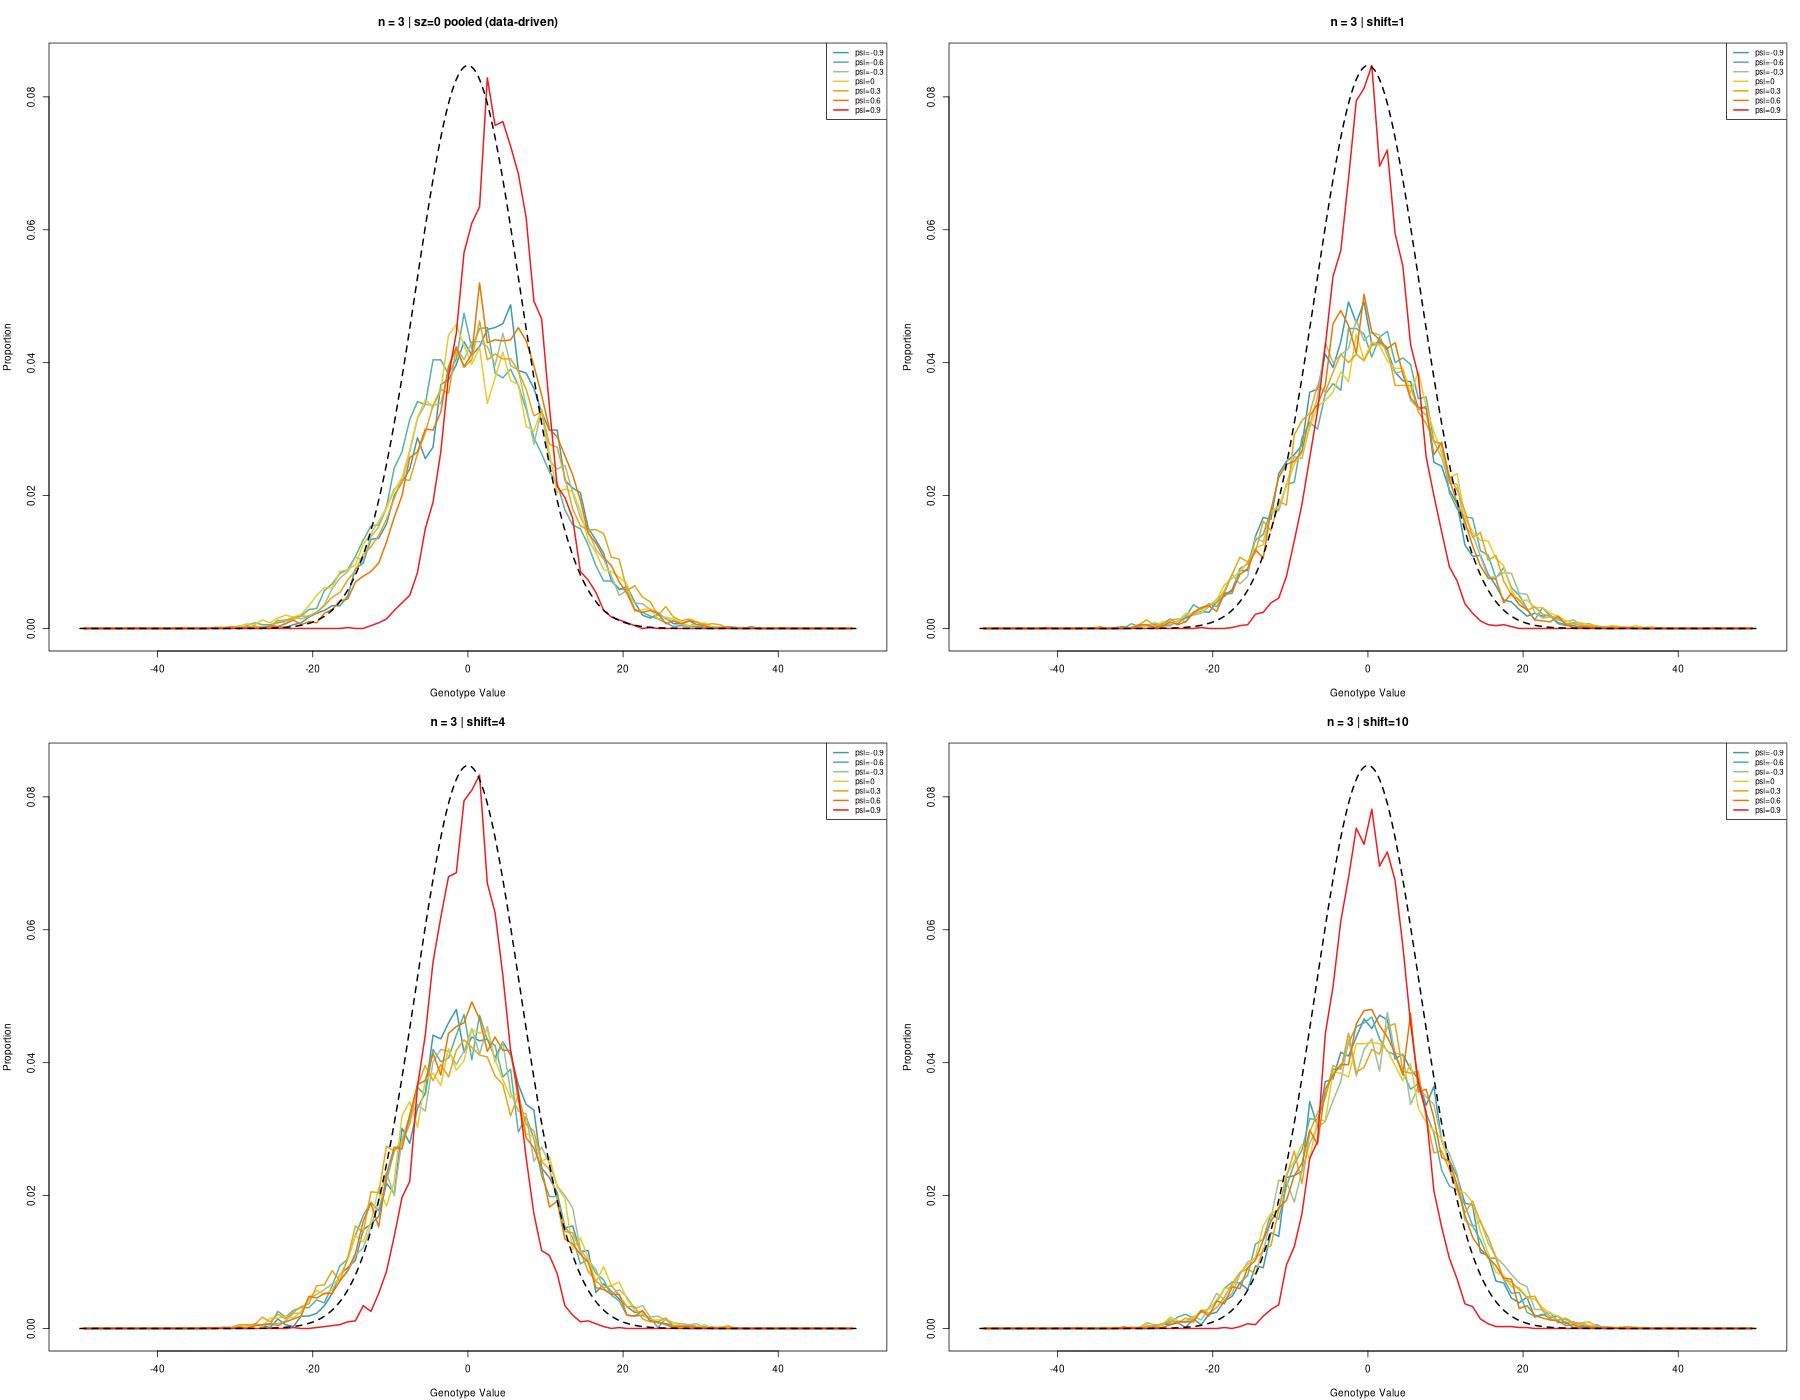 n = 3 | sz=0 pooled (data-driven)
psi=-0.9
psi=-0.6
psi=-0.3
psi=0
psi=0.3
psi=0.6
psi=0.9
Proportion
0.08
0.06
0.04
0.02
0.00
-40 -20 0 20 40
Genotype Value
n = 3 | shift=1
psi=-0.9
psi=-0.6
psi=-0.3
psi=0
psi=0.3
psi=0.6
psi=0.9
Proportion
0.08
0.06
0.04
0.02
0.00
-40 -20 0 20 40
Genotype Value
n = 3 | shift=4
psi=-0.9
psi=-0.6
psi=-0.3
psi=0
psi=0.3
psi=0.6
psi=0.9
Proportion
0.08
0.06
0.04
0.02
0.00
-40 -20 0 20 40
Genotype Value
n = 3 | shift=10
psi=-0.9
psi=-0.6
psi=-0.3
psi=0
psi=0.3
psi=0.6
psi=0.9
Proportion
0.08
0.06
0.04
0.02
0.00
-40 -20 0 20 40
Genotype Value